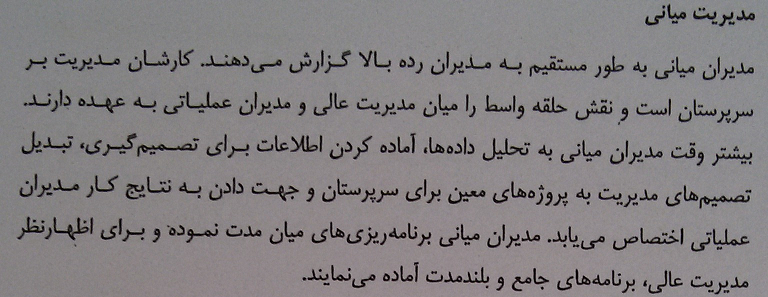 مدیریت میانی
مدیران میانی به طور مستقیم به مدیران رده بالا گزارش می‌دهند. کارشان مدیریت بر
سرپرستان است و نقش حلقه واسط را میان مدیریت عالی و مدیران عملیاتی به عهده دارند.
بیشتر وقت مدیران میانی به تحلیل داده‌ها، آماده کردن اطلاعات برای تصمیم‌گیری، تبدیل
تصمیم‌های مدیریت به پروژه‌های معین برای سرپرستان و جهت دادن به نتایج کار مدیران
عملیاتی اختصاص می‌یابد. مدیران میانی برنامه‌ریزی‌های میان مدت نموده و برای اظهارنظر
مدیریت عالی، برنامه‌های جامع و بلندمدت آماده می‌نمایند.